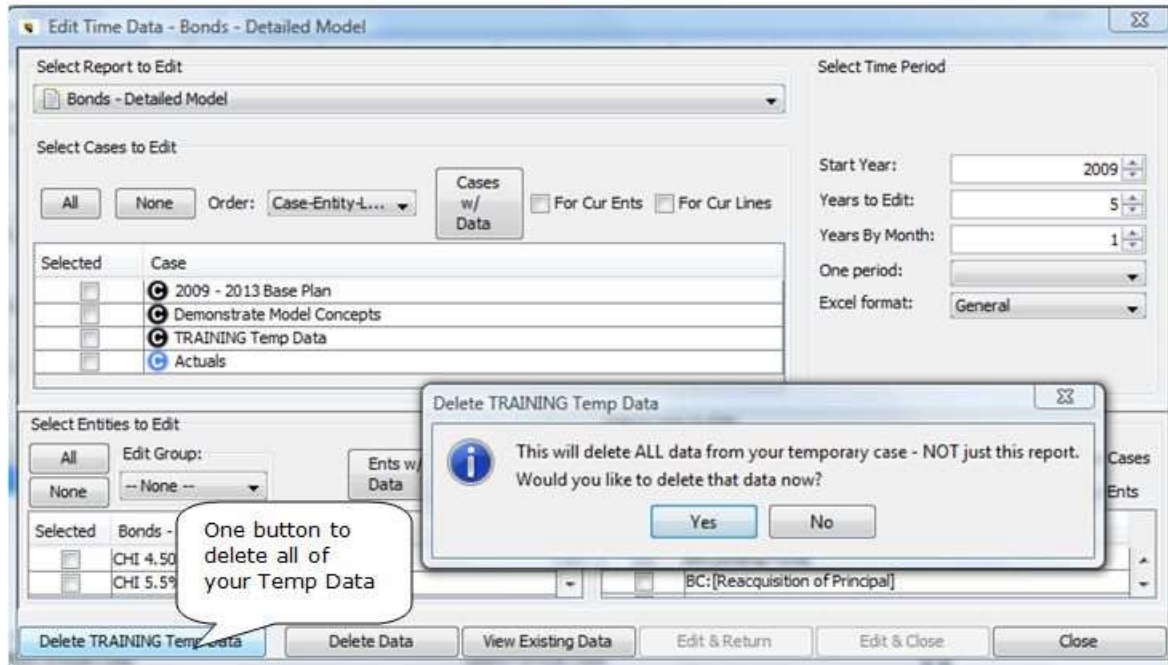 Edit Time Data - Bonds - Detailed Model
Select Report to Edit
Bonds - Detailed Model
Select Time Period
Select Cases to Edit
All
None
Order:
Case-Entity-L...
Cases
w/
Data
For Cur Ents
For Cur Lines
Start Year:
2009
Years to Edit:
5
Years By Month:
1
One period:
Excel format:
General
Selected
Case
2009 - 2013 Base Plan
Demonstrate Model Concepts
TRAINING Temp Data
Actuals
Delete TRAINING Temp Data
This will delete ALL data from your temporary case - NOT just this report.
Would you like to delete that data now?
Yes
No
Select Entities to Edit
All
None
Edit Group:
-- None --
Ents w/
Data
Cases
Ents
Selected
Bonds -
CHI 4.50
CHI 5.5%
BC:[Reacquisition of Principal]
One button to
delete all of
your Temp Data
Delete TRAINING Temp Data
Delete Data
View Existing Data
Edit & Return
Edit & Close
Close